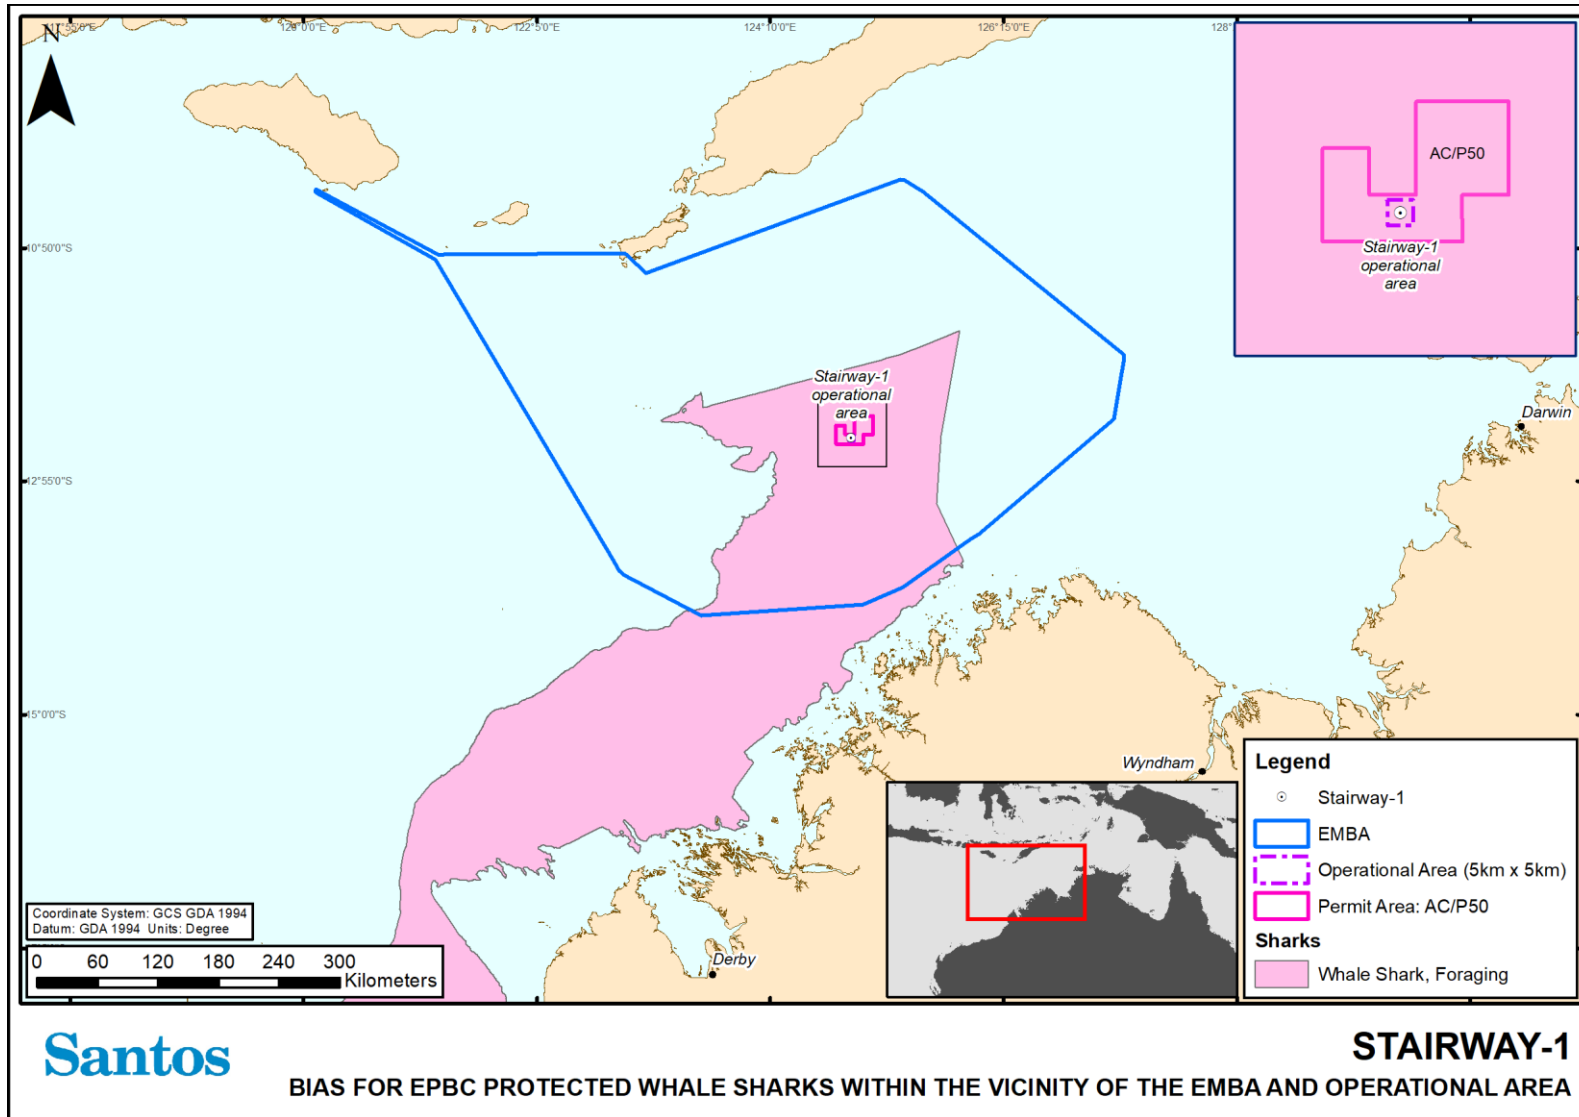 122°5'0"E
124°10'0"E
126°15'0"E
N
10°50'0"S
12°55'0"S
15°0'0"S
AC/P50
Stairway-1
operational
area
Stairway-1
operational
area
Darwin
Wyndham
Derby
Legend
Stairway-1
EMBA
Operational Area (5km x 5km)
Permit Area: AC/P50
Sharks
Whale Shark, Foraging
Coordinate System: GCS GDA 1994
Datum: GDA 1994 Units: Degree
0 60 120 180 240 300
Kilometers
Santos
STAIRWAY-1
BIAS FOR EPBC PROTECTED WHALE SHARKS WITHIN THE VICINITY OF THE EMBA AND OPERATIONAL AREA